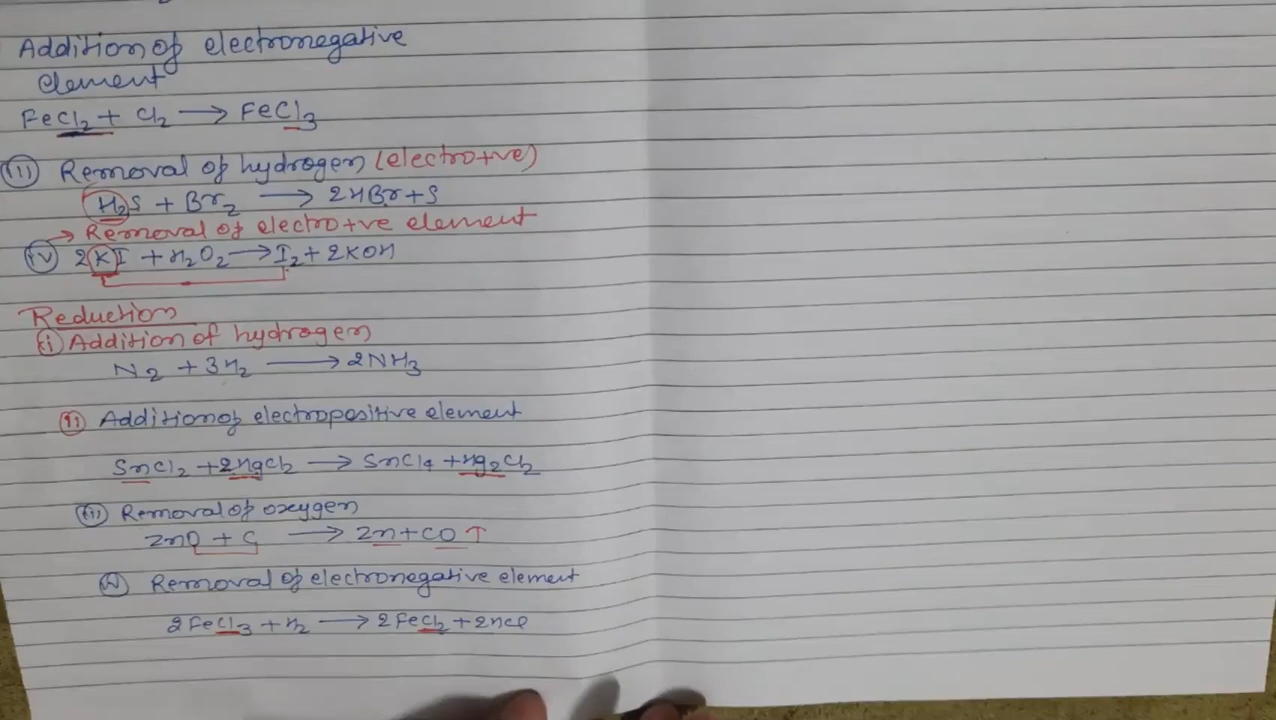 Addition of electronegative
element
FeCl2 + Cl2 → FeCl3
(iii) Removal of hydrogen (electro+ve)
H2S + Br2 → 2HBr + S
→ Removal of electro+ve element
(iv) 2KI + H2O2 → I2 + 2KOH
Reduction
(i) Addition of hydrogen
N2 + 3H2 → 2NH3
(ii) Addition of electropositive element
SnCl2 + 2HgCl2 → SnCl4 + Hg2Cl2
(iii) Removal of oxygen
ZnO + C → Zn + CO ↑
(iv) Removal of electronegative element
2FeCl3 + H2 → 2FeCl2 + 2HCl